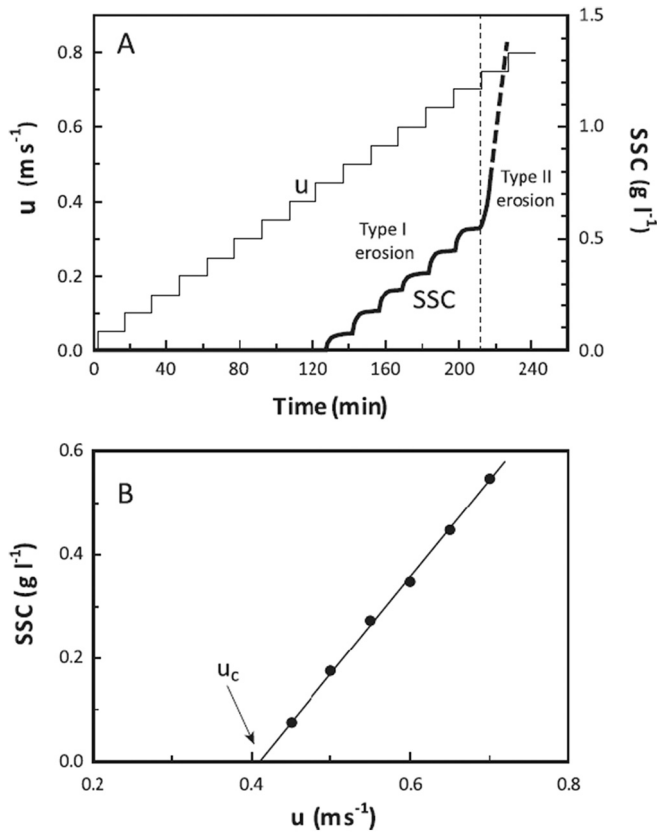 A
u (m s-1)
0.8
0.6
0.4
0.2
0.0
1.5
1.0
0.5
0.0
SSC (g l-1)
u
Type I
erosion
Type II
erosion
SSC
0 40 80 120 160 200 240
Time (min)
B
SSC (g l-1)
0.6
0.4
0.2
0.0
uc
0.2 0.4 0.6 0.8
u (m s-1)